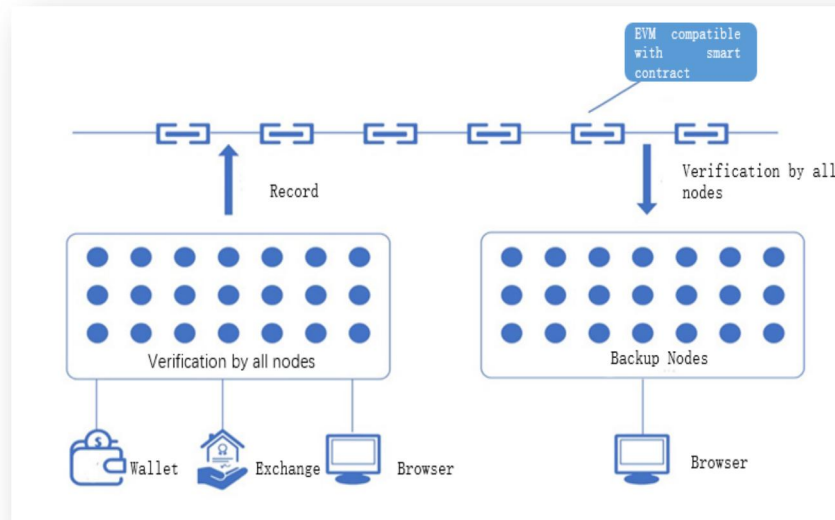 EVM compatible
with smart
contract
Record
Verification by all
nodes
Verification by all nodes
Backup Nodes
Wallet
Exchange
Browser
Browser